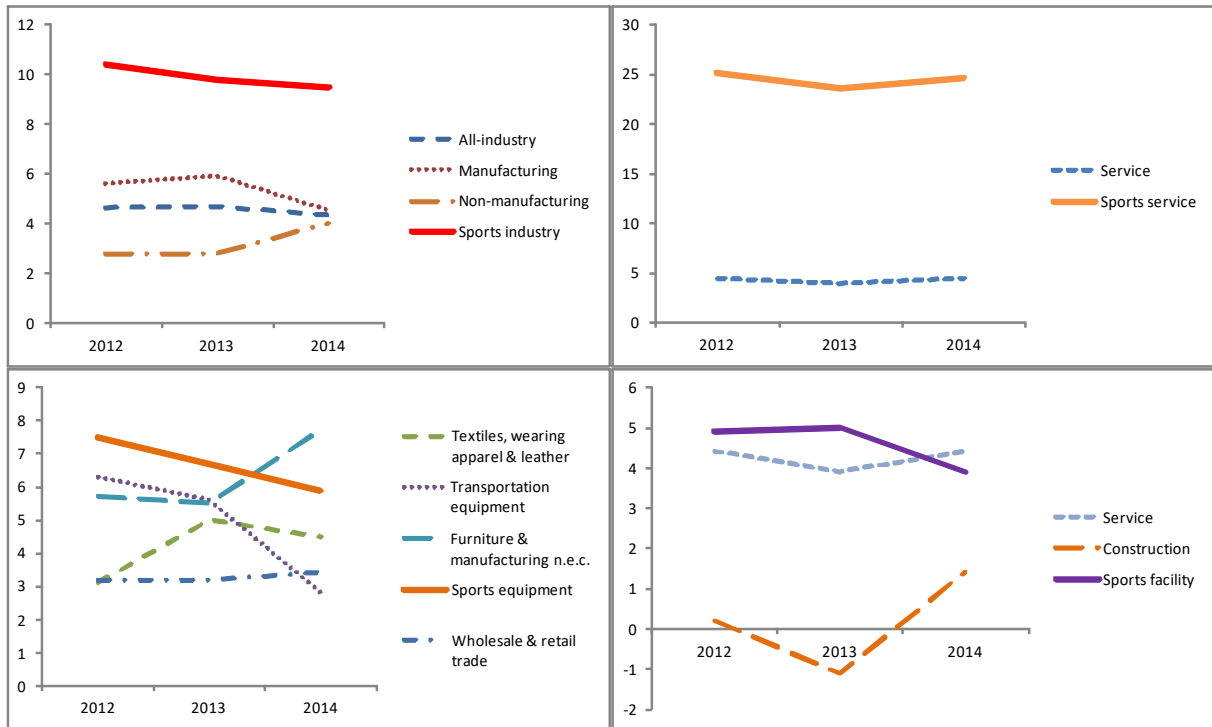 12
10
8
6
4
2
0
2012 2013 2014
All-industry
Manufacturing
Non-manufacturing
Sports industry
30
25
20
15
10
5
0
2012 2013 2014
Service
Sports service
9
8
7
6
5
4
3
2
1
0
2012 2013 2014
Textiles, wearing
apparel & leather
Transportation
equipment
Furniture &
manufacturing n.e.c.
Sports equipment
Wholesale & retail
trade
6
5
4
3
2
1
0
-1
-2
2012 2013 2014
Service
Construction
Sports facility